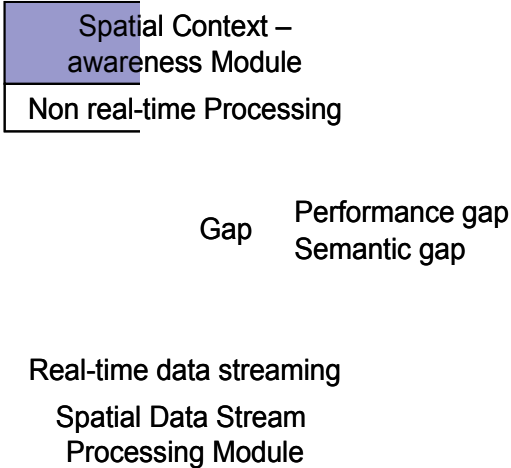 Spatial Context –
awareness Module
Non real-time Processing
Gap
Performance gap
Semantic gap
Real-time data streaming
Spatial Data Stream
Processing Module